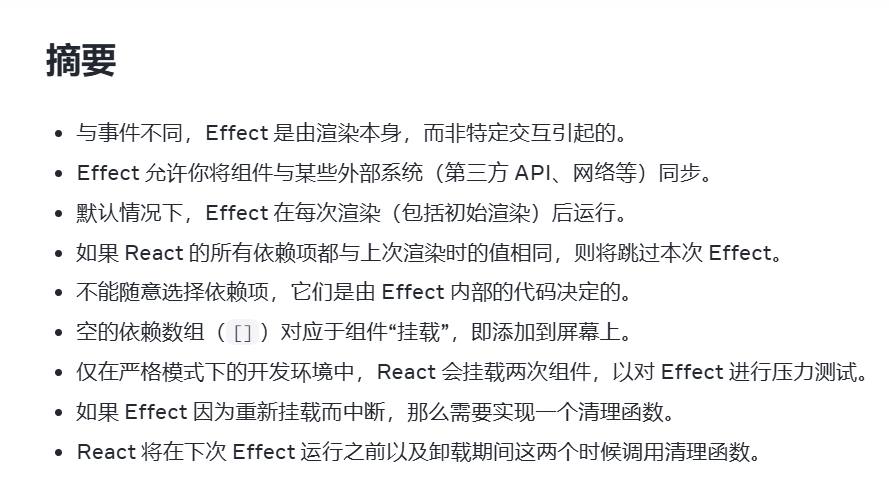 摘要
与事件不同，Effect 是由渲染本身，而非特定交互引起的。
Effect 允许你将组件与某些外部系统（第三方 API、网络等）同步。
默认情况下，Effect 在每次渲染（包括初始渲染）后运行。
如果 React 的所有依赖项都与上次渲染时的值相同，则将跳过本次 Effect。
不能随意选择依赖项，它们是由 Effect 内部的代码决定的。
空的依赖数组（[]）对应于组件“挂载”，即添加到屏幕上。
仅在严格模式下的开发环境中，React 会挂载两次组件，以对 Effect 进行压力测试。
如果 Effect 因为重新挂载而中断，那么需要实现一个清理函数。
React 将在下次 Effect 运行之前以及卸载期间这两个时候调用清理函数。